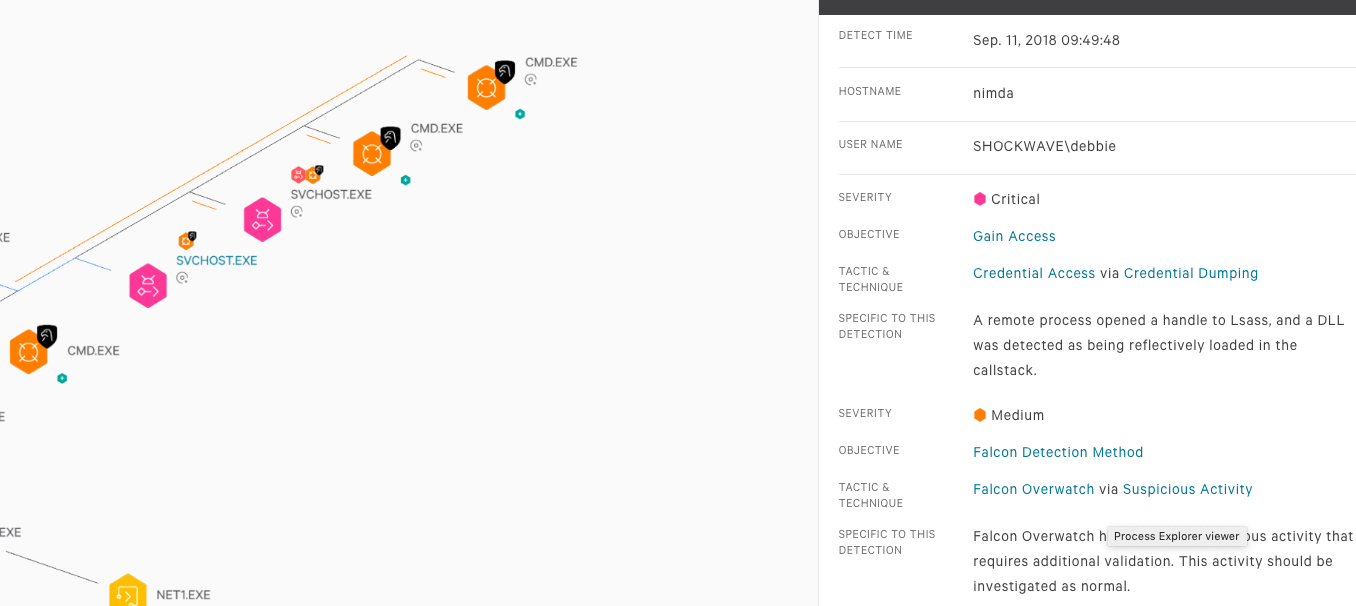 CMD.EXE
CMD.EXE
SVCHOST.EXE
XE
SVCHOST.EXE
CMD.EXE
E
EXE
NET1.EXE
DETECT TIME
Sep. 11, 2018 09:49:48
HOSTNAME
nimda
USER NAME
SHOCKWAVE\debbie
SEVERITY
Critical
OBJECTIVE
Gain Access
TACTIC &
TECHNIQUE
Credential Access via Credential Dumping
SPECIFIC TO THIS
DETECTION
A remote process opened a handle to Lsass, and a DLL
was detected as being reflectively loaded in the
callstack.
SEVERITY
Medium
OBJECTIVE
Falcon Detection Method
TACTIC &
TECHNIQUE
Falcon Overwatch via Suspicious Activity
SPECIFIC TO THIS
DETECTION
Falcon Overwatch h
Process Explorer viewer
us activity that
requires additional validation. This activity should be
investigated as normal.